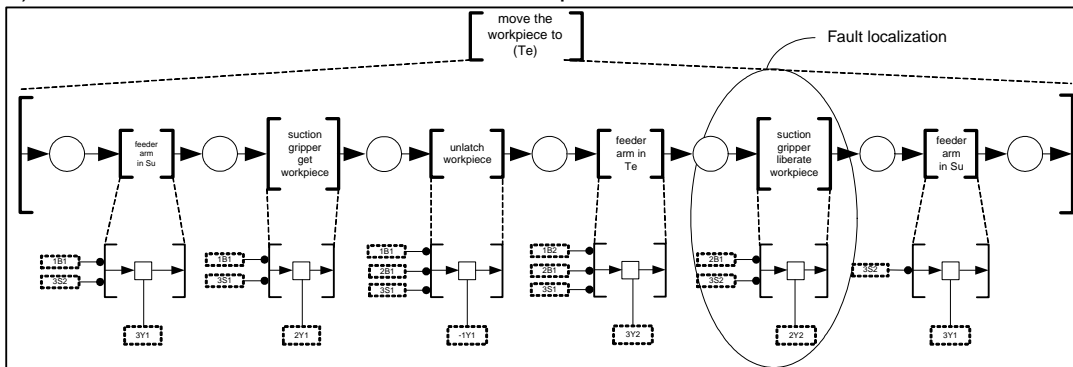 move the
workpiece to
(Te)
Fault localization
feeder
arm
in Su
suction
gripper
get
workpiece
unlatch
workpiece
feeder
arm in
Te
suction
gripper
liberate
workpiece
feeder
arm
in Su
1B1
3S2
1B1
3S1
1B1
2B1
3S1
1B2
2B1
3S1
2B1
3S2
3S2
3Y1
2Y1
-1Y1
3Y2
2Y2
3Y1